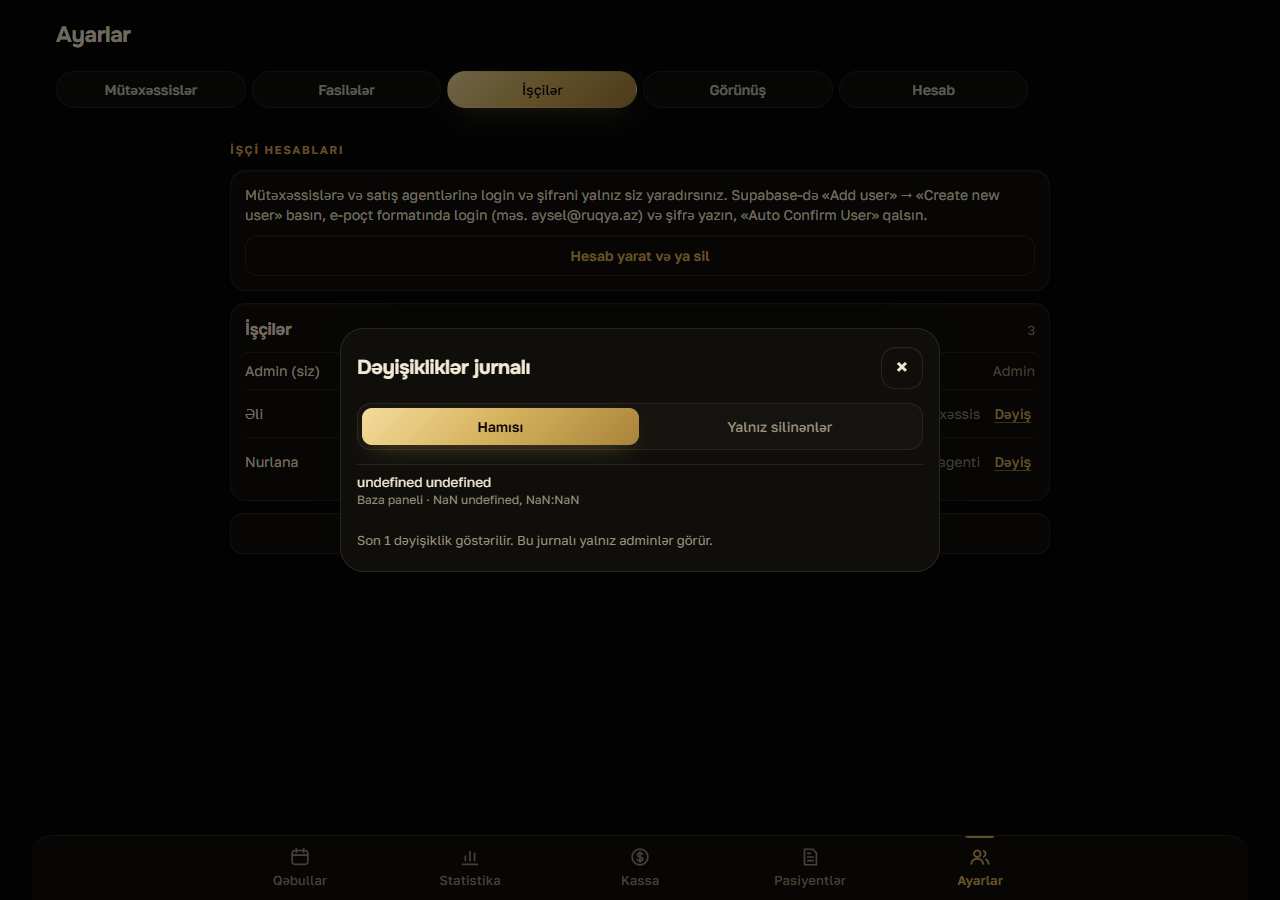 Ayarlar
Mütəxəssislər
Fasilələr
İşçilər
Görünüş
Hesab
İŞÇİ HESABLARI
Mütəxəssislərə və satış agentlərinə login və şifrəni yalnız siz yaradırsınız. Supabase-də «Add user» → «Create new
user» basın, e-poçt formatında login (məs. aysel@ruqya.az) və şifrə yazın, «Auto Confirm User» qalsın.
Hesab yarat və ya sil
İşçilər
3
Admin (siz)
Admin
Əli
Dəyiş
Nurlana
agenti Dəyiş
Dəyişikliklər jurnalı
×
Hamısı
Yalnız silinənlər
undefined undefined
Baza paneli · NaN undefined, NaN:NaN
Son 1 dəyişiklik göstərilir. Bu jurnalı yalnız adminlər görür.
Qəbullar
Statistika
Kassa
Pasiyentlər
Ayarlar